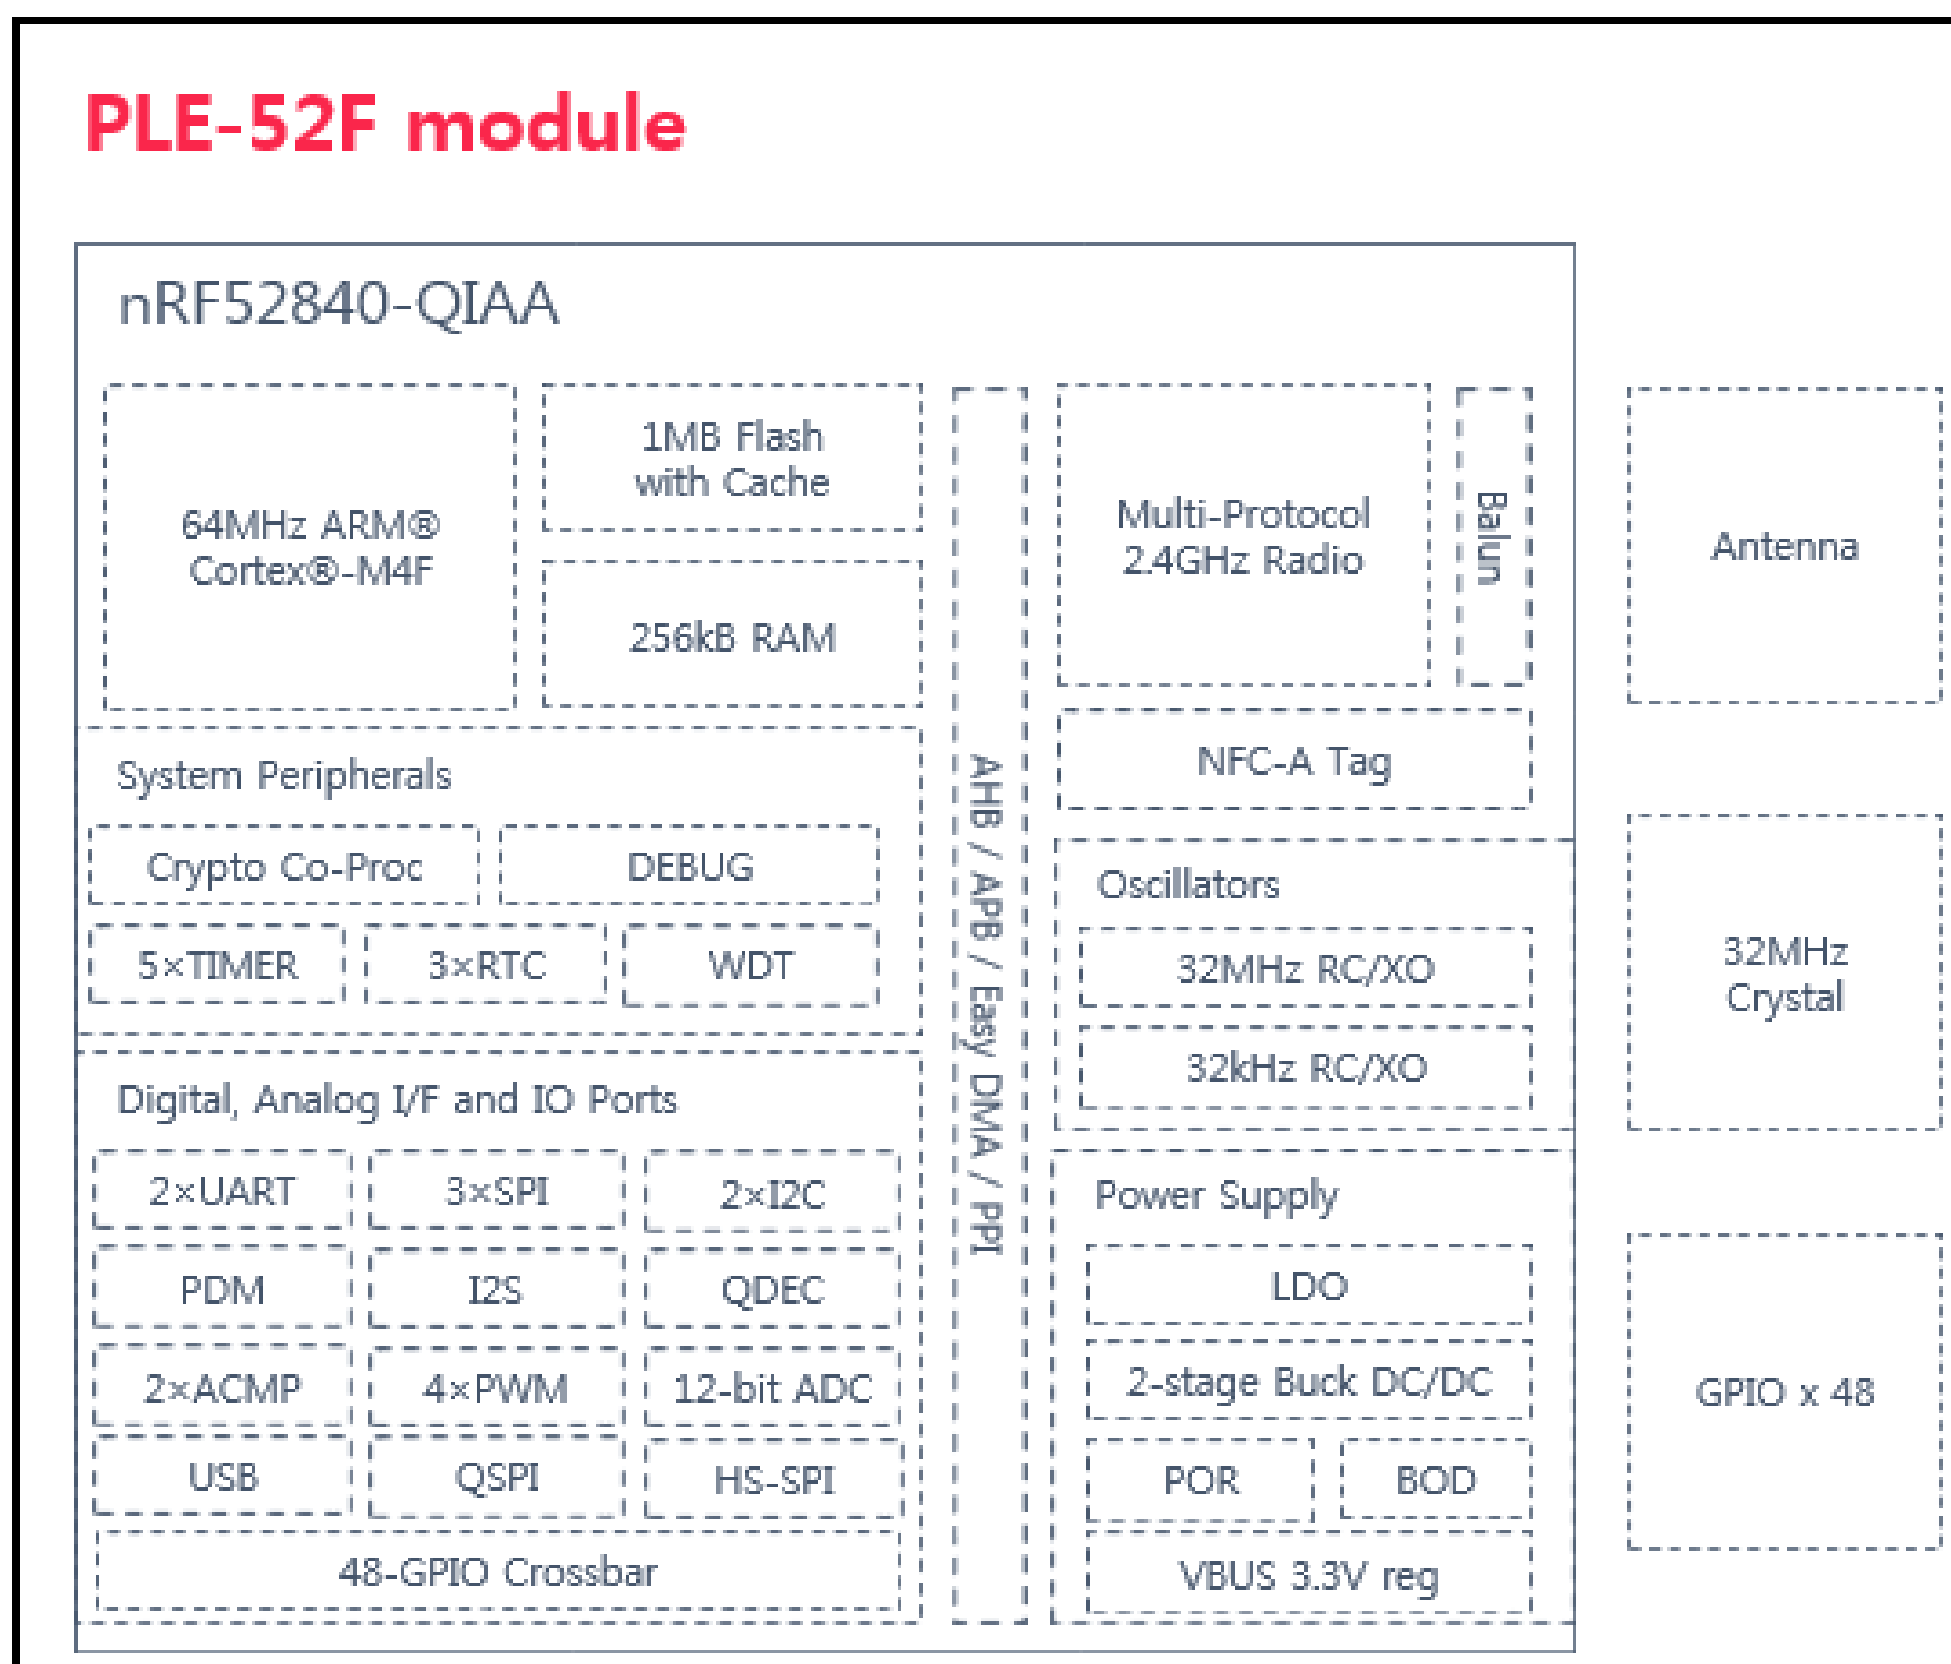 PLE-52F module
nRF52840-QIAA
64MHz ARM®
Cortex®-M4F
1MB Flash
with Cache
256kB RAM
System Peripherals
Crypto Co-Proc
DEBUG
5×TIMER
3×RTC
WDT
Digital, Analog I/F and IO Ports
2×UART
3×SPI
2×I2C
PDM
I2S
QDEC
2×ACMP
4×PWM
12-bit ADC
USB
QSPI
HS-SPI
48-GPIO Crossbar
AHB / APB / Easy DMA / PPI
Multi-Protocol
2.4GHz Radio
Balun
NFC-A Tag
Oscillators
32MHz RC/XO
32kHz RC/XO
Power Supply
LDO
2-stage Buck DC/DC
POR
BOD
VBUS 3.3V reg
Antenna
32MHz
Crystal
GPIO x 48